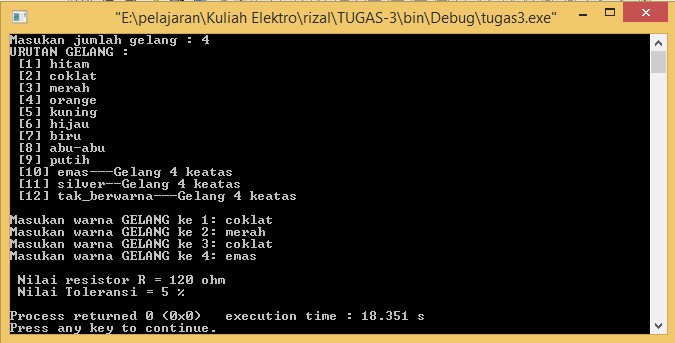 "E:\pelajaran\Kuliah Elektro\rizal\TUGAS-3\bin\Debug\tugas3.exe"
Masukan jumlah gelang : 4
URUTAN GELANG :
[1] hitam
[2] coklat
[3] merah
[4] orange
[5] kuning
[6] hijau
[7] biru
[8] abu-abu
[9] putih
[10] emas---Gelang 4 keatas
[11] silver--Gelang 4 keatas
[12] tak_berwarna---Gelang 4 keatas
Masukan warna GELANG ke 1: coklat
Masukan warna GELANG ke 2: merah
Masukan warna GELANG ke 3: coklat
Masukan warna GELANG ke 4: emas
Nilai resistor R = 120 ohm
Nilai Toleransi = 5 %
Process returned 0 (0x0)   execution time : 18.351 s
Press any key to continue.